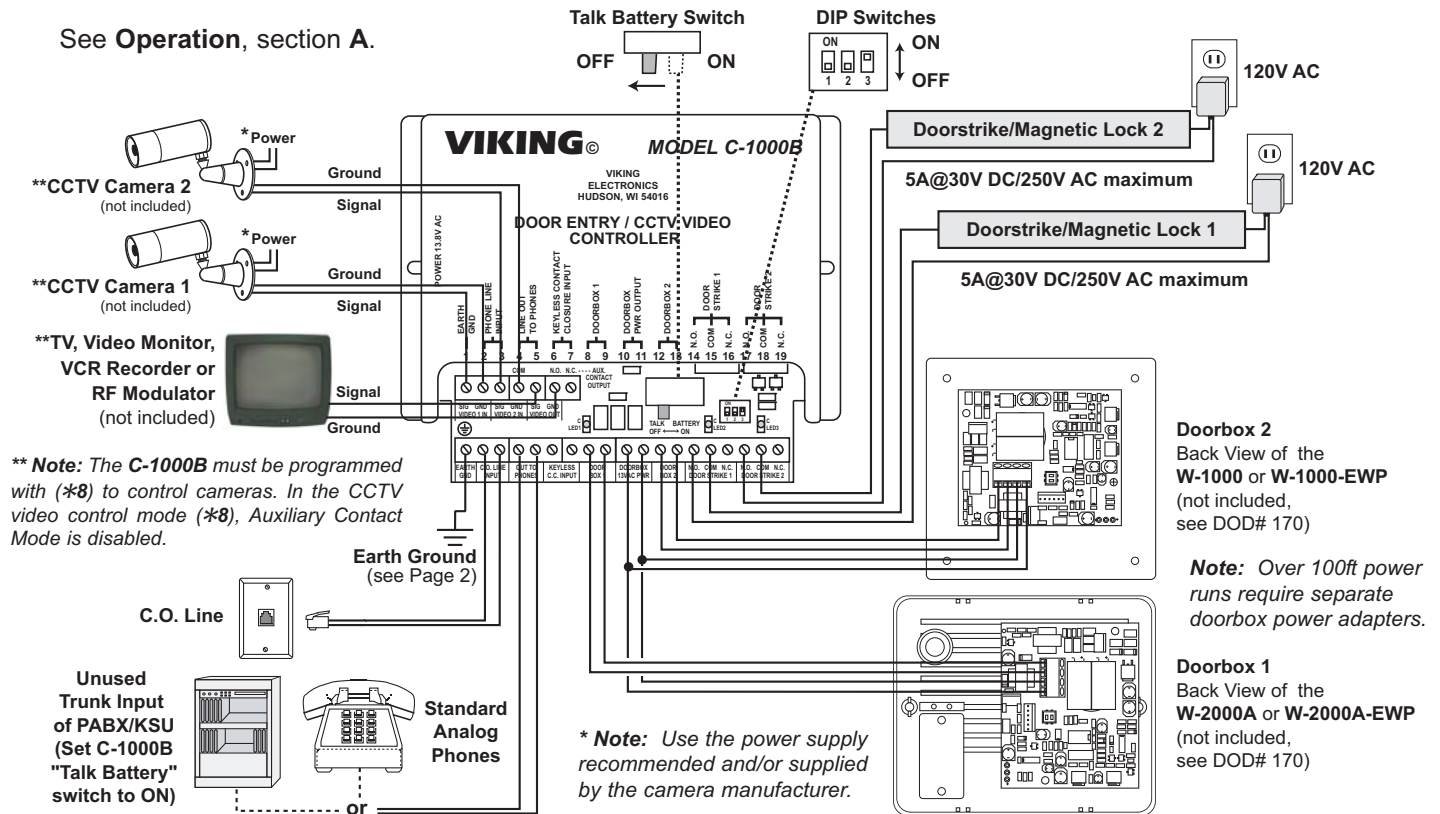 See Operation, section A.
Talk Battery Switch
OFF
ON
DIP Switches
ON
1 2 3
ON
OFF
120V AC
Doorstrike/Magnetic Lock 2
5A@30V DC/250V AC maximum
120V AC
Doorstrike/Magnetic Lock 1
5A@30V DC/250V AC maximum
*Power
**CCTV Camera 2
(not included)
Ground
Signal
*Power
**CCTV Camera 1
(not included)
Ground
Signal
**TV, Video Monitor,
VCR Recorder or
RF Modulator
(not included)
Signal
Ground
VIKING©
MODEL C-1000B
VIKING
ELECTRONICS
HUDSON, WI 54016
DOOR ENTRY / CCTV VIDEO
CONTROLLER
POWER 13.8V AC
EARTH
GND
PHONE LINE
INPUT
LINE OUT
TO PHONES
KEYLESS CONTACT
CLOSURE INPUT
DOORBOX 1
DOORBOX
PWR OUTPUT
DOORBOX 2
DOOR
STRIKE 1
N.O.
COM
N.C.
DOOR
STRIKE 2
N.O.
COM
N.C.
1 2 3 4 5 6 7 8 9 10 11 12 13 14 15 16 17 18 19
COM N.O. N.C. ---- AUX.
CONTACT
OUTPUT
SIG GND SIG GND SIG GND
VIDEO 1 IN VIDEO 2 IN VIDEO OUT
C
LED1
TALK BATTERY
OFF ⟷ ON
C
LED2
ON
1 2 3
C
LED3
EARTH
GND
C.O. LINE
INPUT
OUT TO
PHONES
KEYLESS
C.C. INPUT
DOOR
BOX 1
DOORBOX
13VAC PWR
DOOR
BOX 2
N.O. COM N.C.
DOOR STRIKE 1
N.O. COM N.C.
DOOR STRIKE 2
** Note: The C-1000B must be programmed
with (✳8) to control cameras. In the CCTV
video control mode (✳8), Auxiliary Contact
Mode is disabled.
Earth Ground
(see Page 2)
C.O. Line
Unused
Trunk Input
of PABX/KSU
(Set C-1000B
"Talk Battery"
switch to ON)
or
Standard
Analog
Phones
* Note: Use the power supply
recommended and/or supplied
by the camera manufacturer.
Doorbox 2
Back View of the
W-1000 or W-1000-EWP
(not included,
see DOD# 170)
Note: Over 100ft power
runs require separate
doorbox power adapters.
Doorbox 1
Back View of the
W-2000A or W-2000A-EWP
(not included,
see DOD# 170)